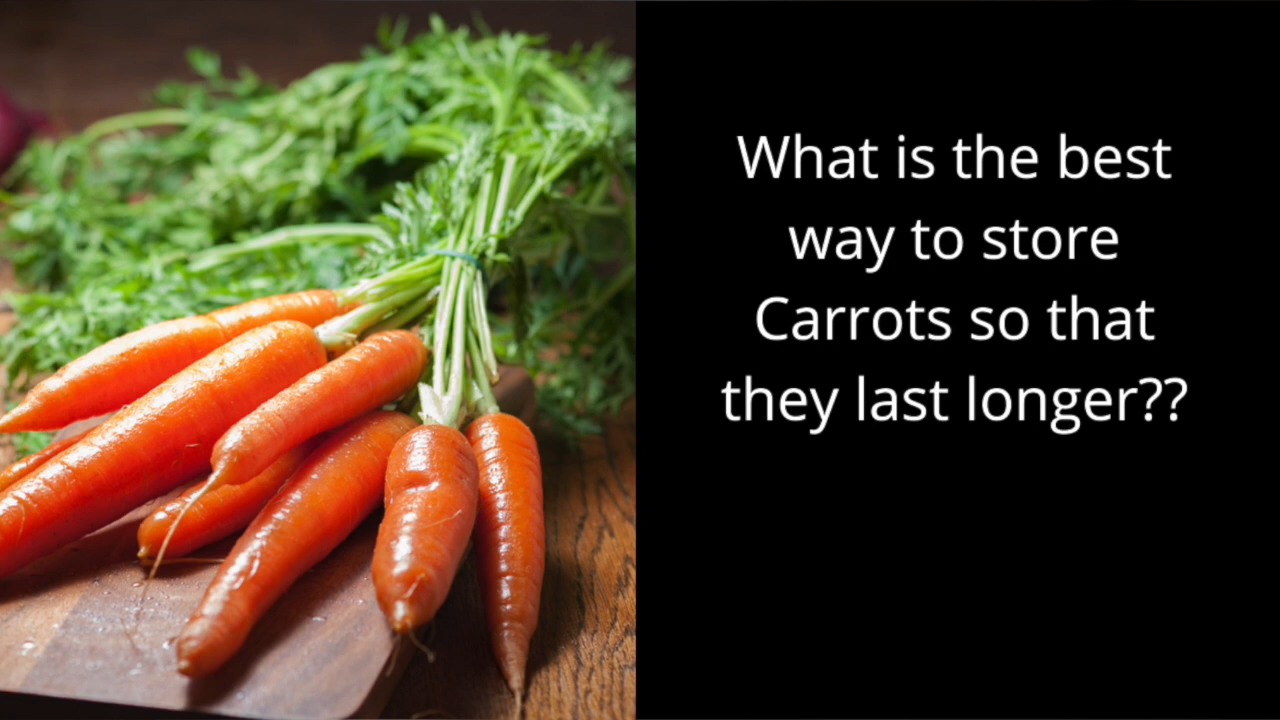 What is the best
way to store
Carrots so that
they last longer??